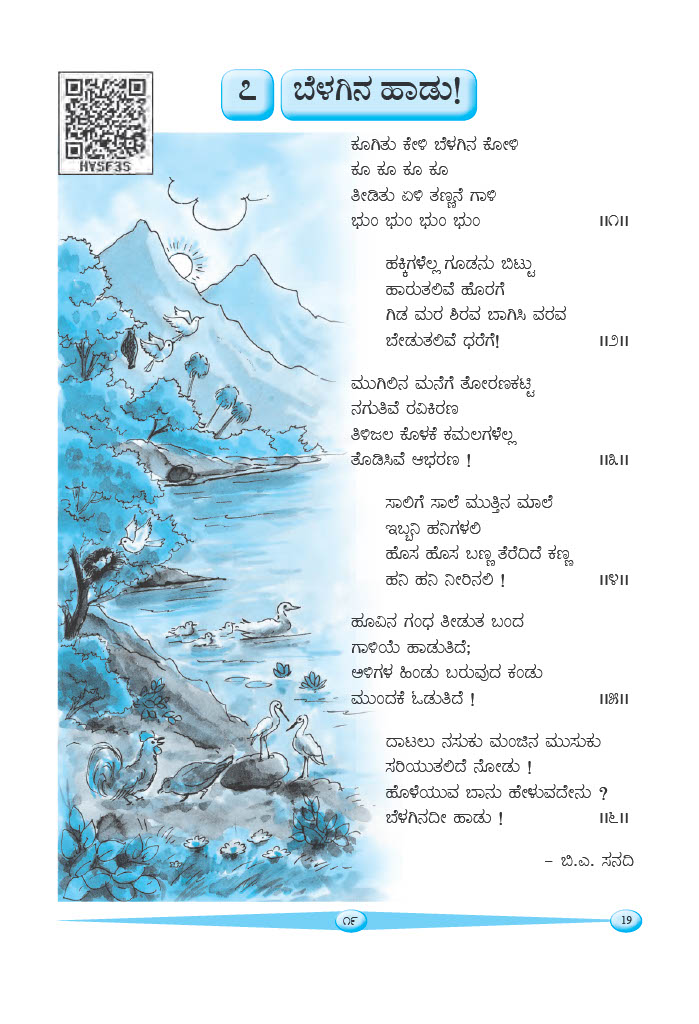 ೭ ಬೆಳಗಿನ ಹಾಡು!
HYSF3S
ಕೂಗಿತು ಕೇಳಿ ಬೆಳಗಿನ ಕೋಳಿ
ಕೂ ಕೂ ಕೂ ಕೂ
ತೀಡಿತು ಏಳಿ ತಣ್ಣನೆ ಗಾಳಿ
ಭುಂ ಭುಂ ಭುಂ ಭುಂ ॥೧॥
ಹಕ್ಕಿಗಳೆಲ್ಲ ಗೂಡನು ಬಿಟ್ಟು
ಹಾರುತಲಿವೆ ಹೊರಗೆ
ಗಿಡ ಮರ ಶಿರವ ಬಾಗಿಸಿ ವರವ
ಬೇಡುತಲಿವೆ ಧರೆಗೆ! ॥೨॥
ಮುಗಿಲಿನ ಮನೆಗೆ ತೋರಣಕಟ್ಟಿ
ನಗುತಿವೆ ರವಿಕಿರಣ
ತಿಳಿಜಲ ಕೊಳಕೆ ಕಮಲಗಳೆಲ್ಲ
ತೊಡಿಸಿವೆ ಆಭರಣ ! ॥೩॥
ಸಾಲಿಗೆ ಸಾಲೆ ಮುತ್ತಿನ ಮಾಲೆ
ಇಬ್ಬನಿ ಹನಿಗಳಲಿ
ಹೊಸ ಹೊಸ ಬಣ್ಣ ತೆರೆದಿದೆ ಕಣ್ಣ
ಹನಿ ಹನಿ ನೀರಿನಲಿ ! ॥೪॥
ಹೂವಿನ ಗಂಧ ತೀಡುತ ಬಂದ
ಗಾಳಿಯೆ ಹಾಡುತಿದೆ;
ಅಳಿಗಳ ಹಿಂಡು ಬರುವುದ ಕಂಡು
ಮುಂದಕೆ ಓಡುತಿದೆ ! ॥೫॥
ದಾಟಲು ನಸುಕು ಮಂಜಿನ ಮುಸುಕು
ಸರಿಯುತಲಿದೆ ನೋಡು !
ಹೊಳೆಯುವ ಬಾನು ಹೇಳುವದೇನು ?
ಬೆಳಗಿನದೀ ಹಾಡು ! ॥೬॥
– ಬಿ.ಎ. ಸನದಿ
೧೯ 19